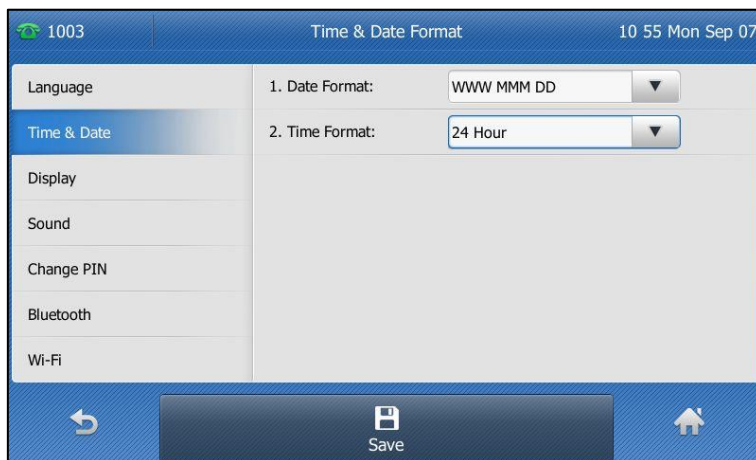 1003 Time & Date Format 10 55 Mon Sep 07
Language
Time & Date
Display
Sound
Change PIN
Bluetooth
Wi-Fi
1. Date Format: WWW MMM DD
2. Time Format: 24 Hour
Save